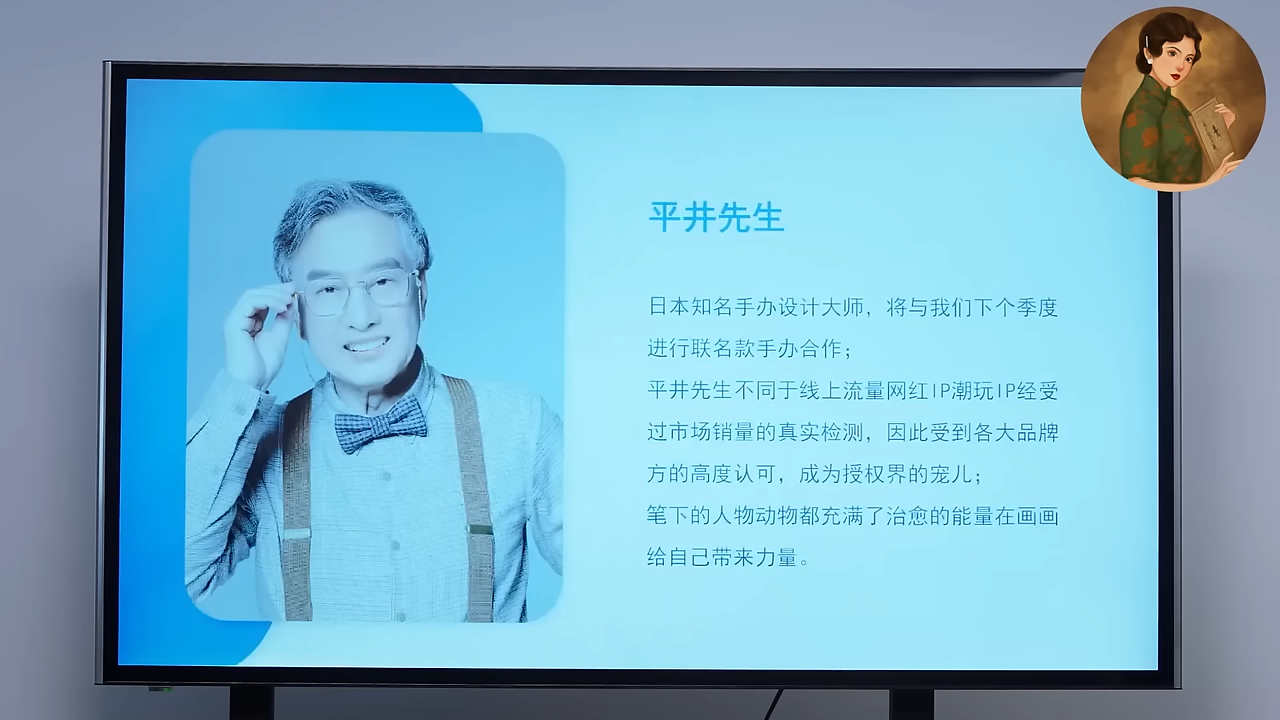 平井先生
日本知名手办设计大师，将与我们下个季度
进行联名款手办合作；
平井先生不同于线上流量网红IP潮玩IP经受
过市场销量的真实检测，因此受到各大品牌
方的高度认可，成为授权界的宠儿；
笔下的人物动物都充满了治愈的能量在画画
给自己带来力量。